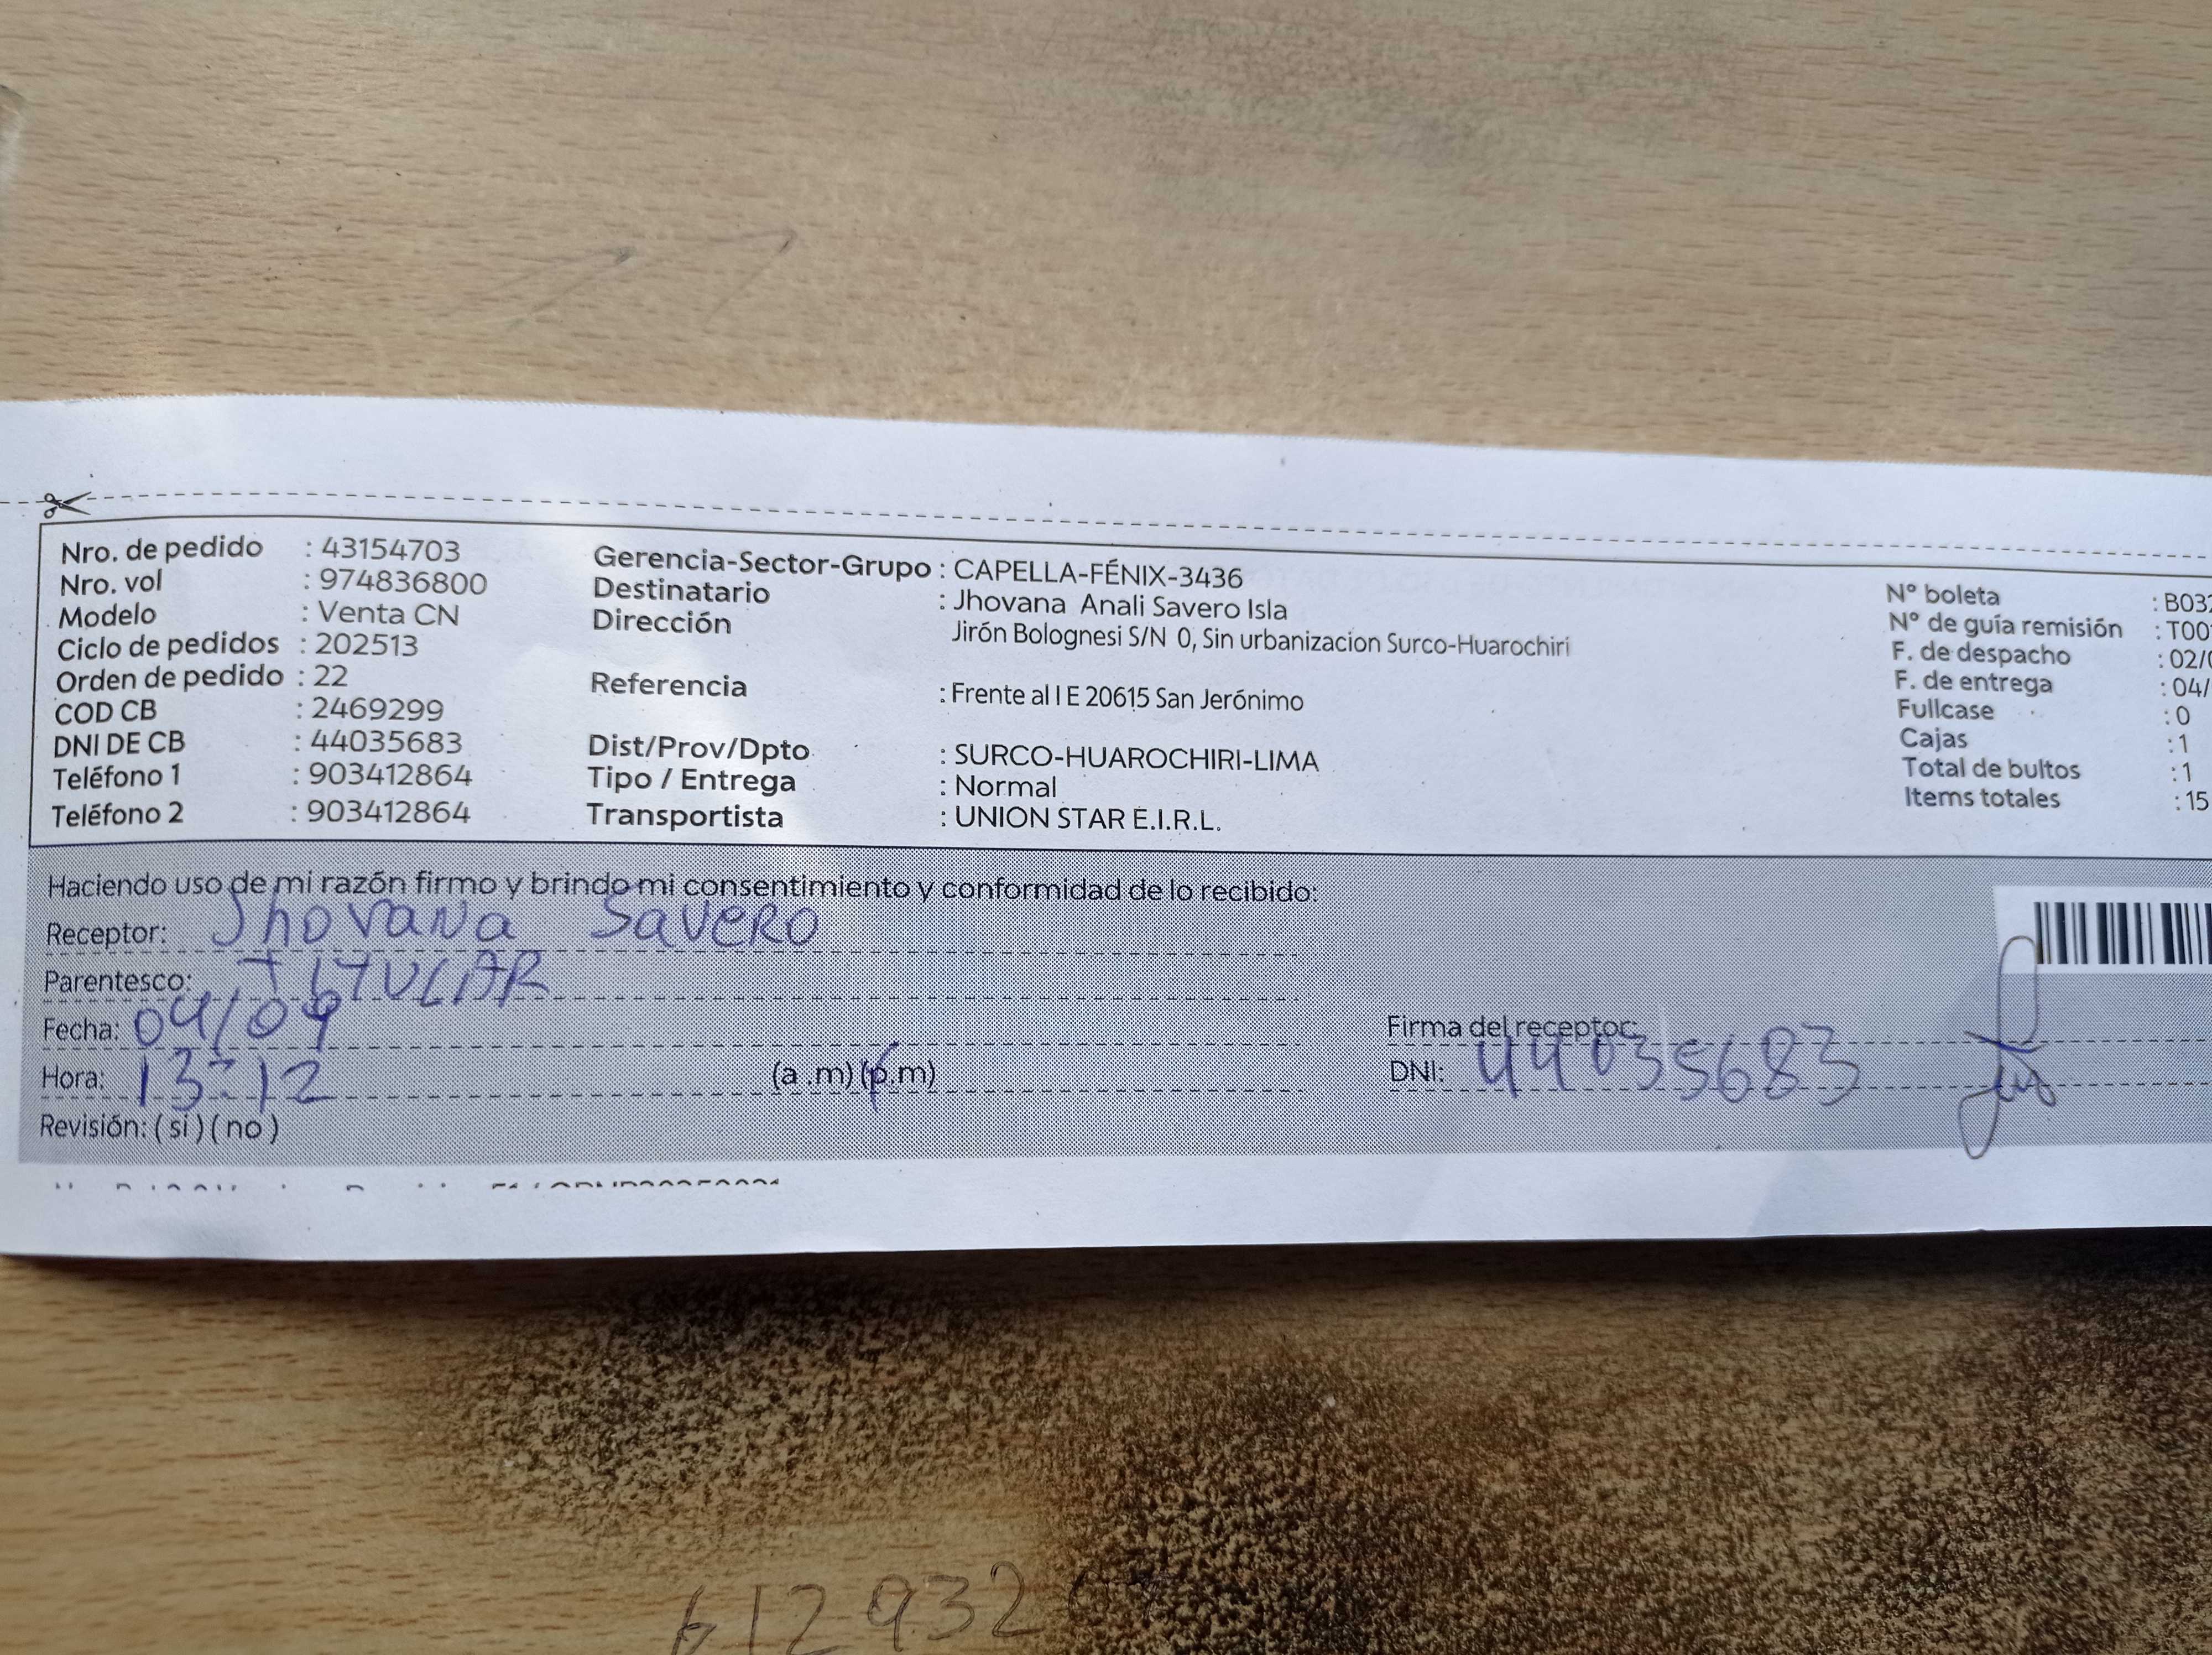 Nro. de pedido : 43154703
Nro. vol : 974836800
Modelo : Venta CN
Ciclo de pedidos : 202513
Orden de pedido : 22
COD CB : 2469299
DNI DE CB : 44035683
Teléfono 1 : 903412864
Teléfono 2 : 903412864
Gerencia-Sector-Grupo : CAPELLA-FÉNIX-3436
Destinatario : Jhovana Anali Savero Isla
Dirección Jirón Bolognesi S/N 0, Sin urbanizacion Surco-Huarochiri
Referencia : Frente al I E 20615 San Jerónimo
Dist/Prov/Dpto : SURCO-HUAROCHIRI-LIMA
Tipo / Entrega : Normal
Transportista : UNION STAR E.I.R.L.
N° boleta : B03
N° de guía remisión : T00
F. de despacho : 02/
F. de entrega : 04/
Fullcase : 0
Cajas : 1
Total de bultos : 1
Items totales : 15
Haciendo uso de mi razón firmo y brindo mi consentimiento y conformidad de lo recibido:
Receptor: Jhovana Savero
Parentesco: TITULAR
Fecha: 04/09
Hora: 13:12 (a .m) (p.m)
Revisión: ( si ) ( no )
Firma del receptor:
DNI: 44035683
612932